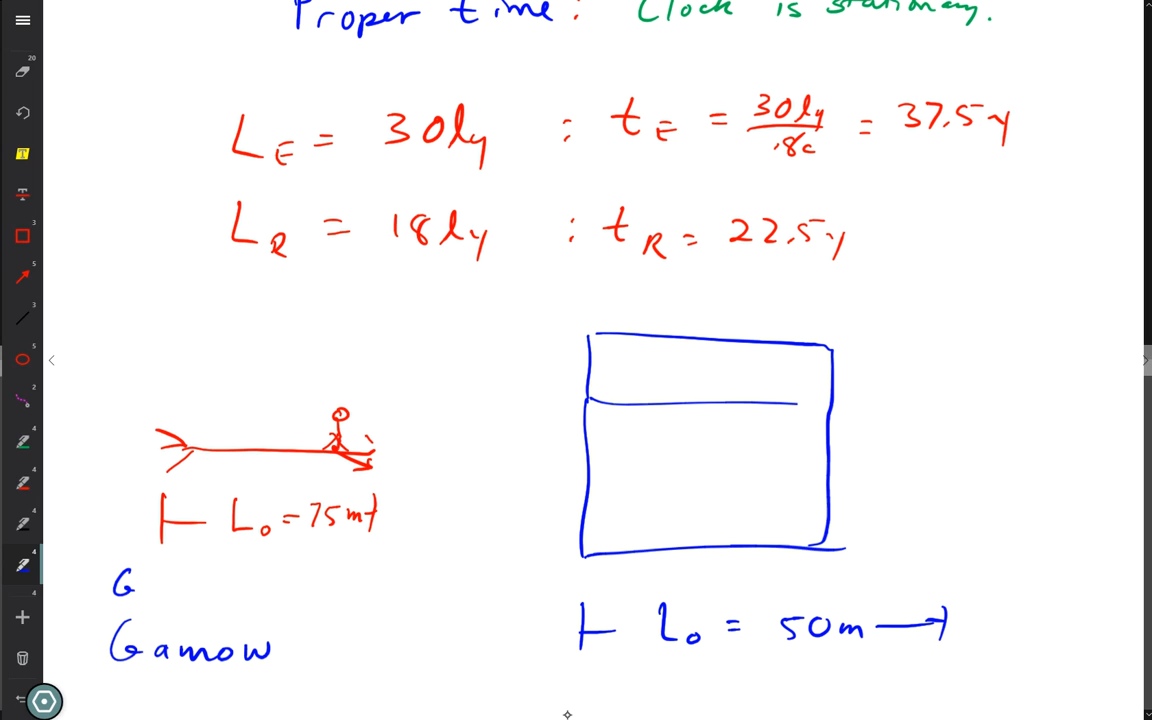 Proper time: Clock is stationary.
L_E = 30ly : t_E = 30ly / .8c = 37.5y
L_R = 18ly : t_R = 22.5y
L_0 = 75m
G
Gamow
L_0 = 50m